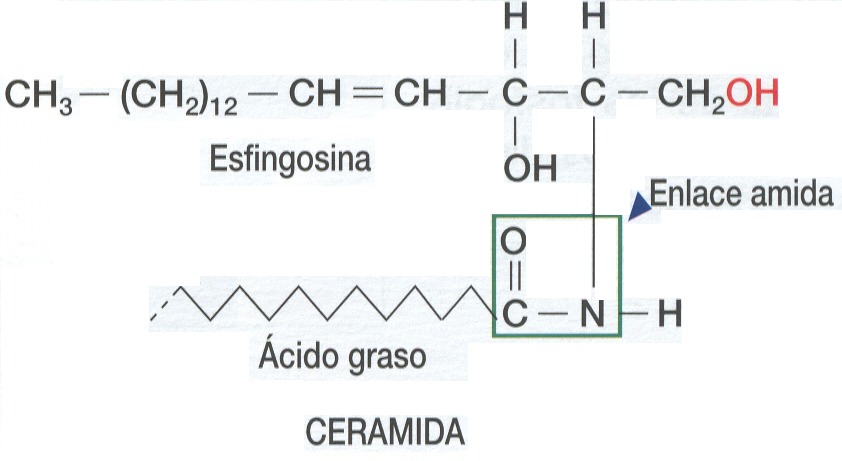 H H
CH₃ — (CH₂)₁₂ — CH = CH — C — C — CH₂OH
Esfingosina
OH
Enlace amida
O
C — N — H
Ácido graso
CERAMIDA